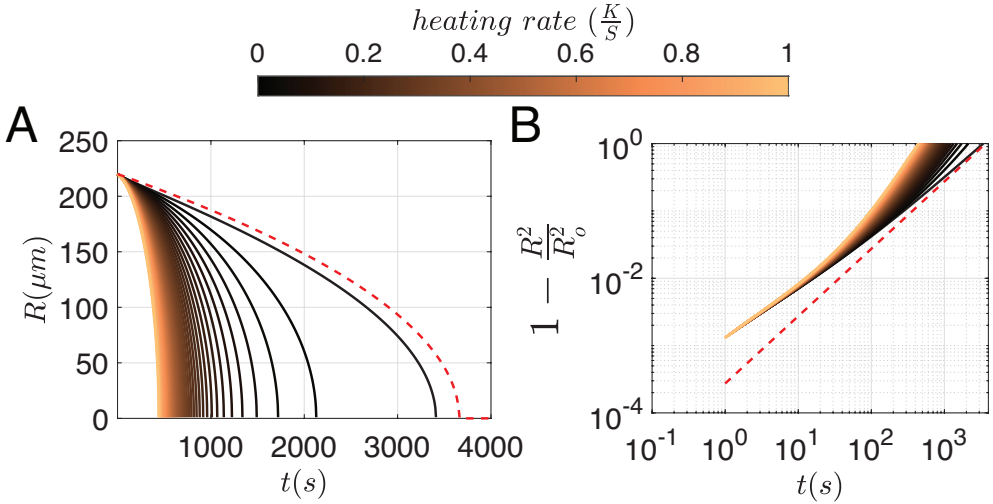 heating rate (K/S)
0 0.2 0.4 0.6 0.8 1
A
250
200
150
100
50
0
R(μm)
1000 2000 3000 4000
t(s)
B
10^0
10^-2
10^-4
1 − R^2/R_o^2
10^-1 10^0 10^1 10^2 10^3
t(s)